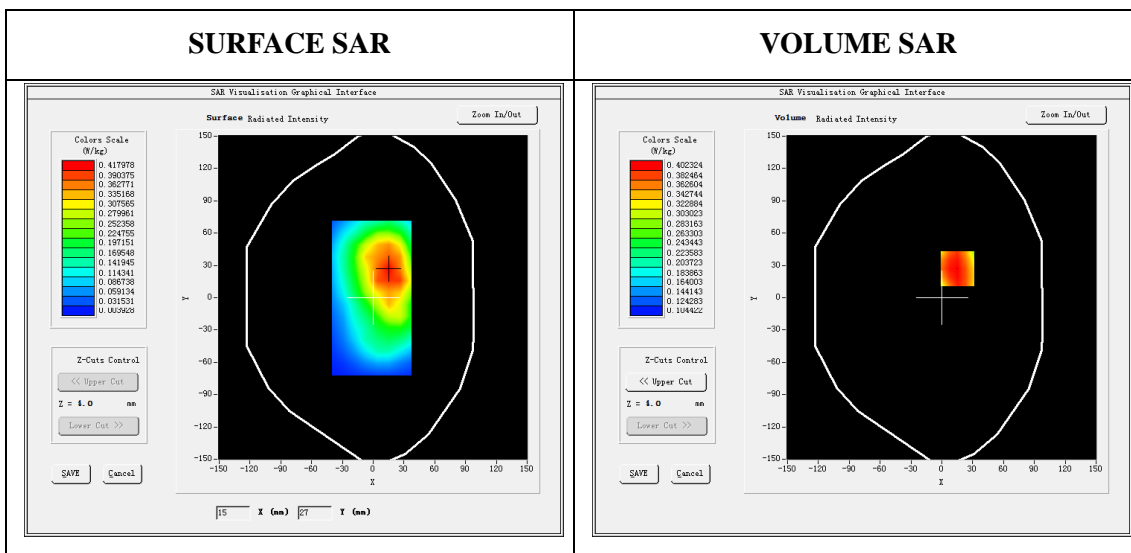 SURFACE SAR
VOLUME SAR
SAR Visualisation Graphical Interface
Surface Radiated Intensity
Zoom In/Out
Colors Scale
(W/kg)
0.417978
0.390375
0.362771
0.335168
0.307565
0.279961
0.252358
0.224755
0.197151
0.169548
0.141945
0.114341
0.086738
0.059134
0.031531
0.003928
150
120
90
60
30
0
-30
-60
-90
-120
-150
Y
-150 -120 -90 -60 -30 0 30 60 90 120 150
X
Z-Cuts Control
<< Upper Cut
Z = 4.0 mm
Lower Cut >>
SAVE Cancel
15 X (mm) 27 Y (mm)
SAR Visualisation Graphical Interface
Volume Radiated Intensity
Zoom In/Out
Colors Scale
(W/kg)
0.402324
0.382464
0.362604
0.342744
0.322884
0.303023
0.283163
0.263303
0.243443
0.223583
0.203723
0.183863
0.164003
0.144143
0.124283
0.104422
150
120
90
60
30
0
-30
-60
-90
-120
-150
Y
-150 -120 -90 -60 -30 0 30 60 90 120 150
X
Z-Cuts Control
<< Upper Cut
Z = 4.0 mm
Lower Cut >>
SAVE Cancel